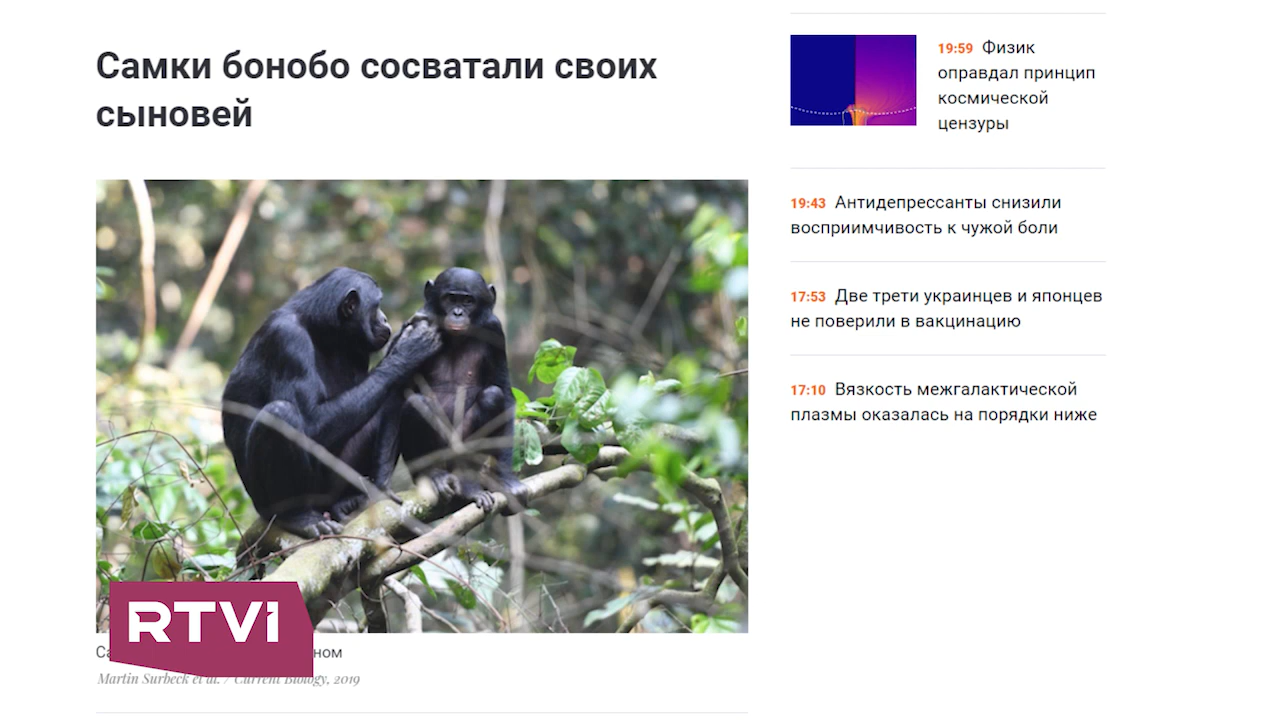 Самки бонобо сосватали своих
сыновей
RTVI
Martin Surbeck et al. / Current Biology, 2019
19:59 Физик
оправдал принцип
космической
цензуры
19:43 Антидепрессанты снизили
восприимчивость к чужой боли
17:53 Две трети украинцев и японцев
не поверили в вакцинацию
17:10 Вязкость межгалактической
плазмы оказалась на порядки ниже